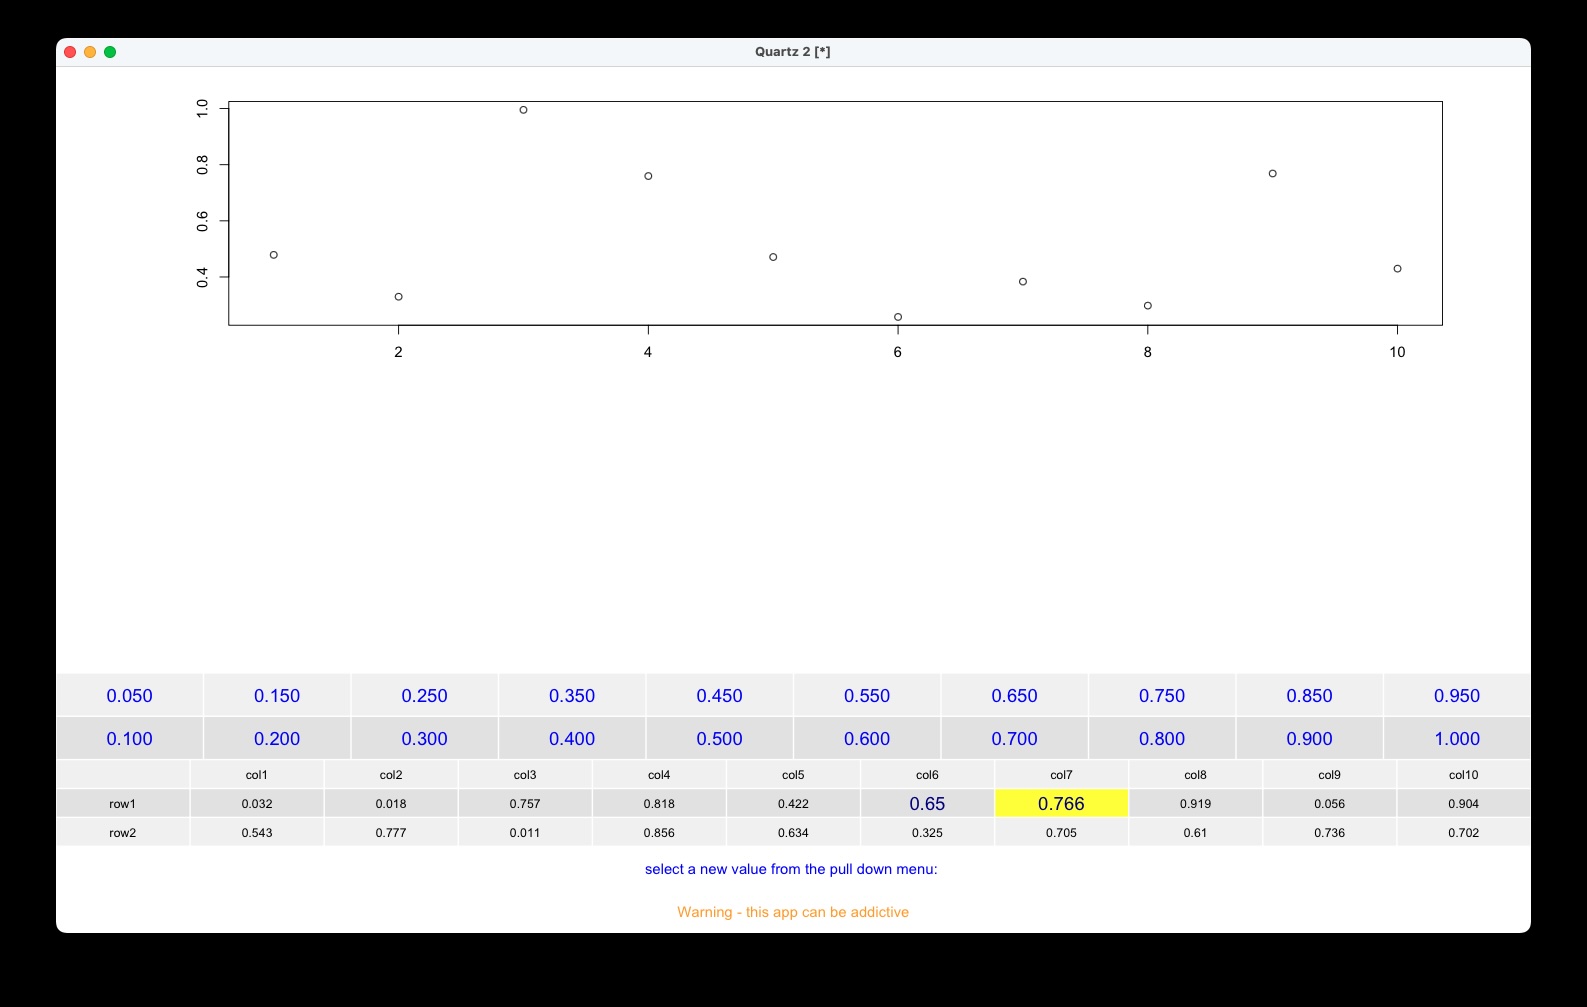 Quartz 2 [*]
1.0
0.8
0.6
0.4
2 4 6 8 10
0.050 0.150 0.250 0.350 0.450 0.550 0.650 0.750 0.850 0.950
0.100 0.200 0.300 0.400 0.500 0.600 0.700 0.800 0.900 1.000
col1 col2 col3 col4 col5 col6 col7 col8 col9 col10
row1 0.032 0.018 0.757 0.818 0.422 0.65 0.766 0.919 0.056 0.904
row2 0.543 0.777 0.011 0.856 0.634 0.325 0.705 0.61 0.736 0.702
select a new value from the pull down menu:
Warning - this app can be addictive